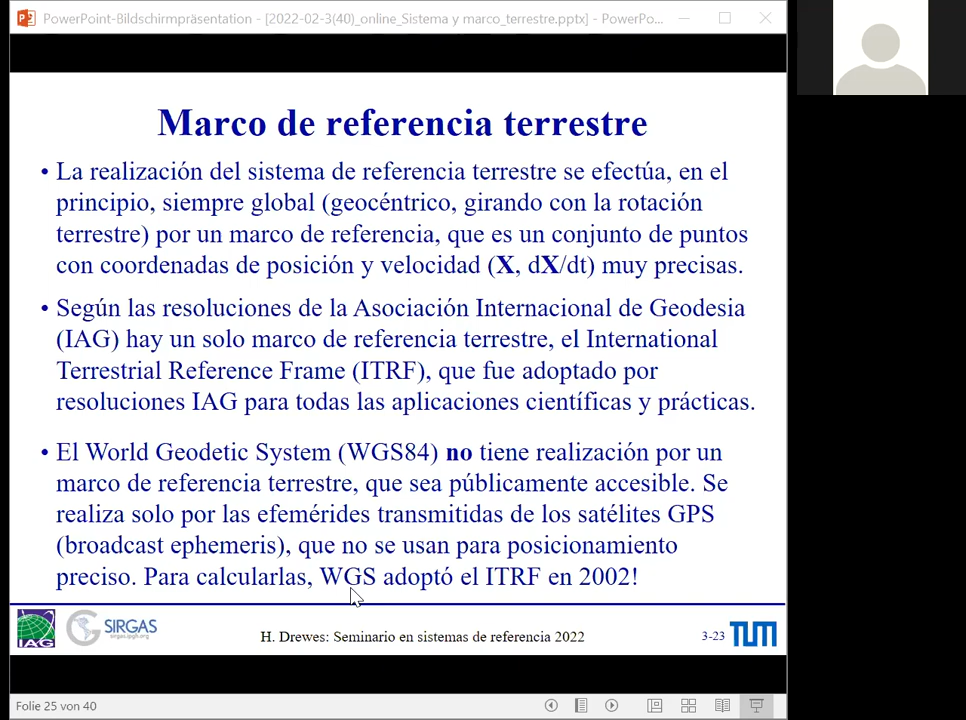 PowerPoint-Bildschirmpräsentation - [2022-02-3(40)_online_Sistema y marco_terrestre.pptx] - PowerPo...
Marco de referencia terrestre
• La realización del sistema de referencia terrestre se efectúa, en el
principio, siempre global (geocéntrico, girando con la rotación
terrestre) por un marco de referencia, que es un conjunto de puntos
con coordenadas de posición y velocidad (X, dX/dt) muy precisas.
• Según las resoluciones de la Asociación Internacional de Geodesia
(IAG) hay un solo marco de referencia terrestre, el International
Terrestrial Reference Frame (ITRF), que fue adoptado por
resoluciones IAG para todas las aplicaciones científicas y prácticas.
• El World Geodetic System (WGS84) no tiene realización por un
marco de referencia terrestre, que sea públicamente accesible. Se
realiza solo por las efemérides transmitidas de los satélites GPS
(broadcast ephemeris), que no se usan para posicionamiento
preciso. Para calcularlas, WGS adoptó el ITRF en 2002!
IAG
SIRGAS
sirgas.ipgh.org
H. Drewes: Seminario en sistemas de referencia 2022
3-23
TUM
Folie 25 von 40